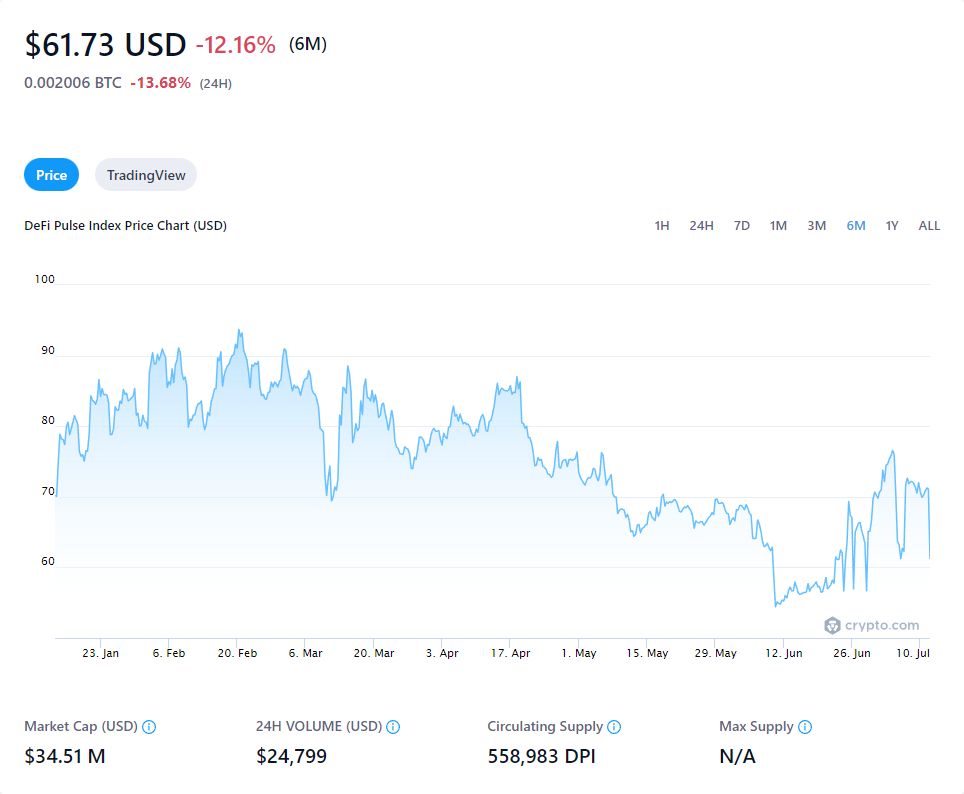 $61.73 USD -12.16% (6M)
0.002006 BTC -13.68% (24H)
Price TradingView
DeFi Pulse Index Price Chart (USD) 1H 24H 7D 1M 3M 6M 1Y ALL
100
90
80
70
60
crypto.com
23. Jan 6. Feb 20. Feb 6. Mar 20. Mar 3. Apr 17. Apr 1. May 15. May 29. May 12. Jun 26. Jun 10. Jul
Market Cap (USD) 24H VOLUME (USD) Circulating Supply Max Supply
$34.51 M $24,799 558,983 DPI N/A